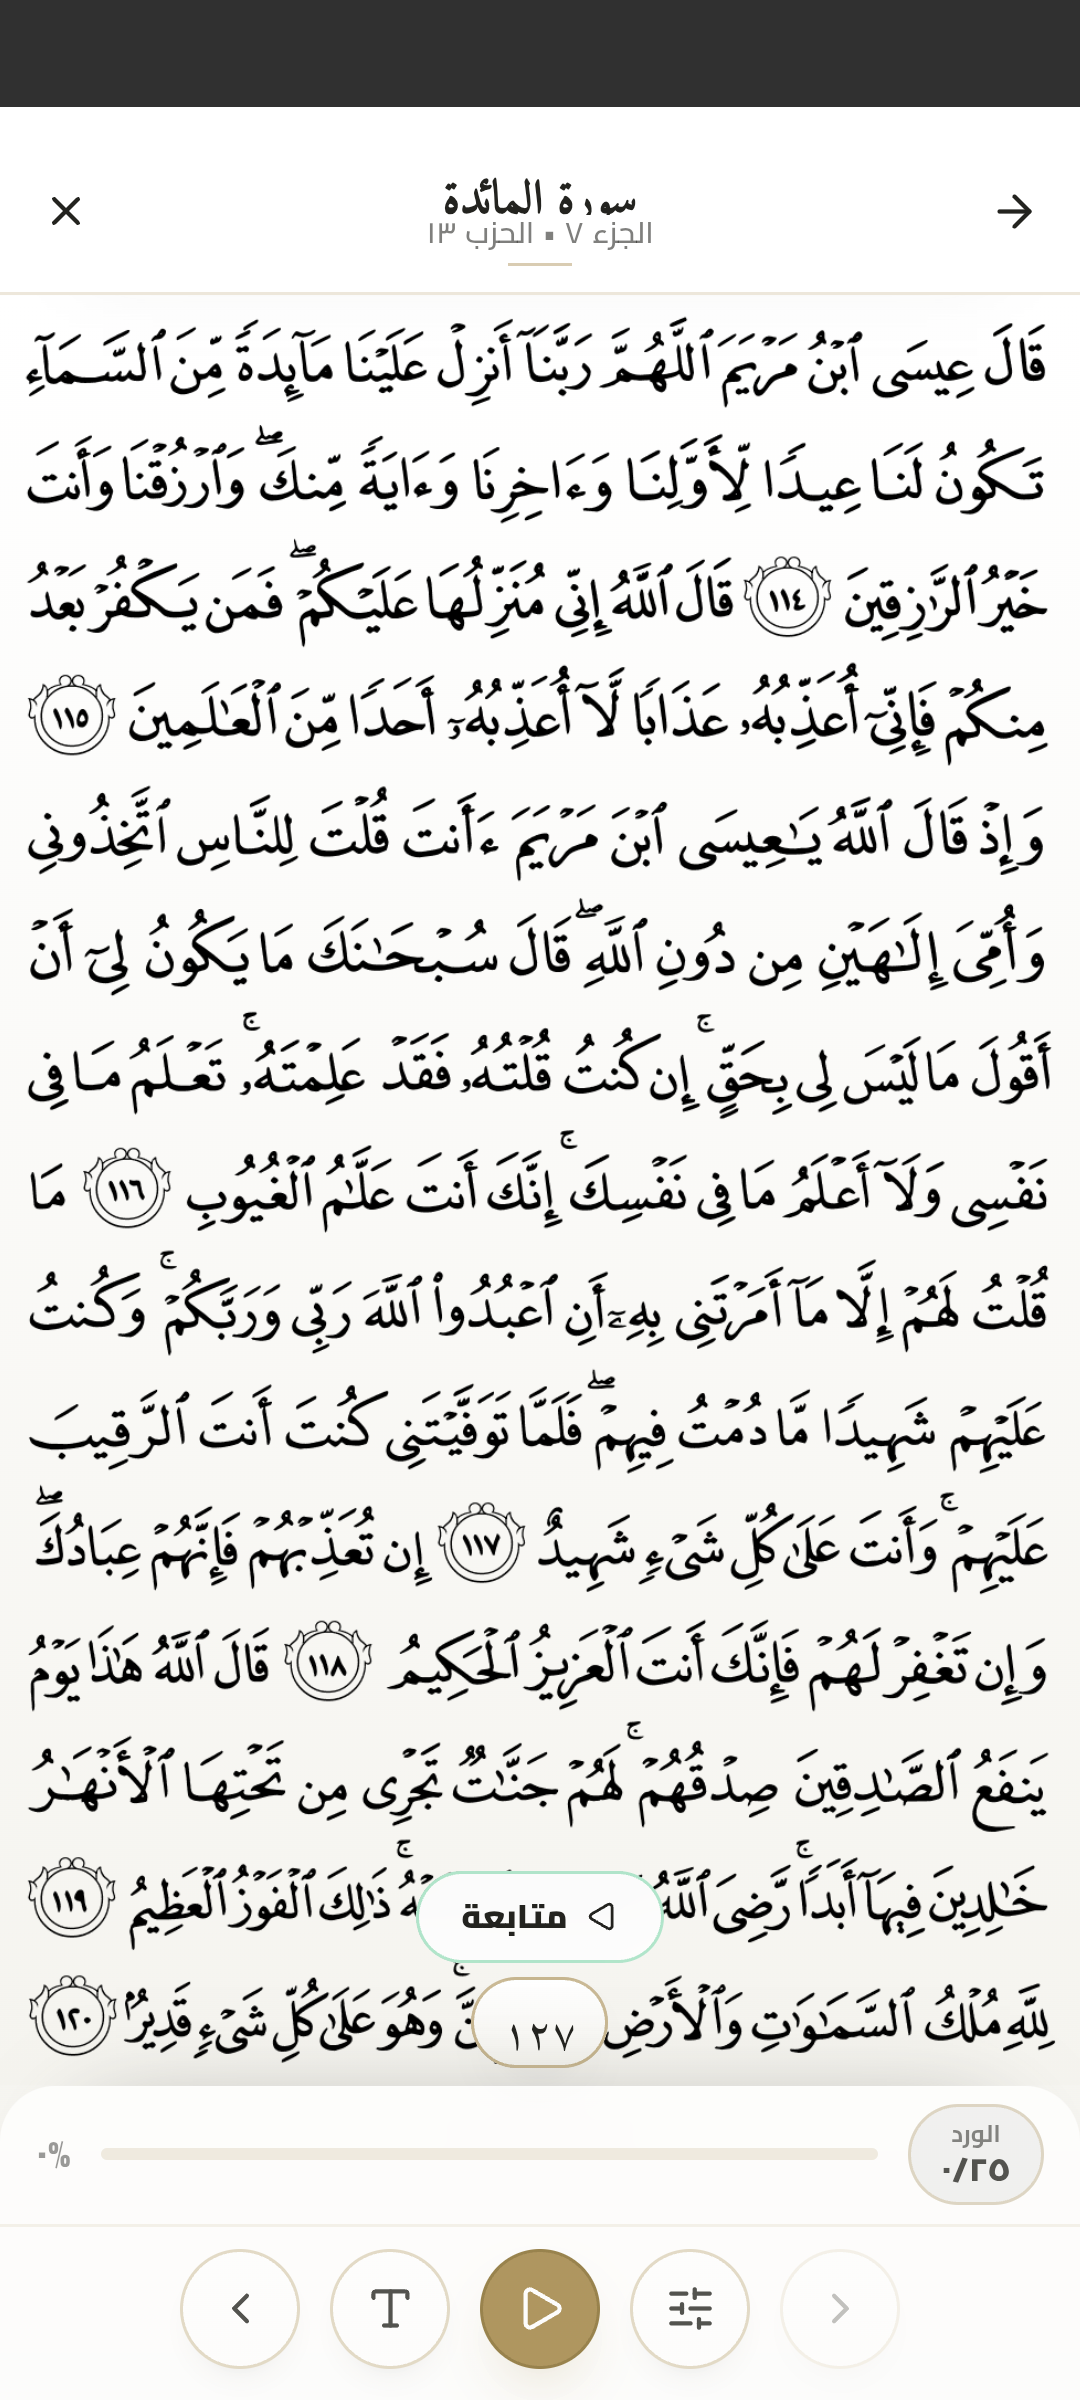 سورة المائدة
الجزء ٧ • الحزب ١٣
قَالَ عِيسَى ٱبۡنُ مَرۡيَمَ ٱللَّهُمَّ رَبَّنَآ أَنزِلۡ عَلَيۡنَا مَآئِدَةٗ مِّنَ ٱلسَّمَآءِ
تَكُونُ لَنَا عِيدٗا لِّأَوَّلِنَا وَءَاخِرِنَا وَءَايَةٗ مِّنكَۖ وَٱرۡزُقۡنَا وَأَنتَ
خَيۡرُ ٱلرَّٰزِقِينَ ١١٤ قَالَ ٱللَّهُ إِنِّي مُنَزِّلُهَا عَلَيۡكُمۡۖ فَمَن يَكۡفُرۡ بَعۡدُ
مِنكُمۡ فَإِنِّيٓ أُعَذِّبُهُۥ عَذَابٗا لَّآ أُعَذِّبُهُۥٓ أَحَدٗا مِّنَ ٱلۡعَٰلَمِينَ ١١٥
وَإِذۡ قَالَ ٱللَّهُ يَٰعِيسَى ٱبۡنَ مَرۡيَمَ ءَأَنتَ قُلۡتَ لِلنَّاسِ ٱتَّخِذُونِي
وَأُمِّيَ إِلَٰهَيۡنِ مِن دُونِ ٱللَّهِۖ قَالَ سُبۡحَٰنَكَ مَا يَكُونُ لِيٓ أَنۡ
أَقُولَ مَا لَيۡسَ لِي بِحَقٍّۚ إِن كُنتُ قُلۡتُهُۥ فَقَدۡ عَلِمۡتَهُۥۚ تَعۡلَمُ مَا فِي
نَفۡسِي وَلَآ أَعۡلَمُ مَا فِي نَفۡسِكَۚ إِنَّكَ أَنتَ عَلَّٰمُ ٱلۡغُيُوبِ ١١٦ مَا
قُلۡتُ لَهُمۡ إِلَّا مَآ أَمَرۡتَنِي بِهِۦٓ أَنِ ٱعۡبُدُواْ ٱللَّهَ رَبِّي وَرَبَّكُمۡۚ وَكُنتُ
عَلَيۡهِمۡ شَهِيدٗا مَّا دُمۡتُ فِيهِمۡۖ فَلَمَّا تَوَفَّيۡتَنِي كُنتَ أَنتَ ٱلرَّقِيبَ
عَلَيۡهِمۡۚ وَأَنتَ عَلَىٰ كُلِّ شَيۡءٖ شَهِيدٌ ١١٧ إِن تُعَذِّبۡهُمۡ فَإِنَّهُمۡ عِبَادُكَۖ
وَإِن تَغۡفِرۡ لَهُمۡ فَإِنَّكَ أَنتَ ٱلۡعَزِيزُ ٱلۡحَكِيمُ ١١٨ قَالَ ٱللَّهُ هَٰذَا يَوۡمُ
يَنفَعُ ٱلصَّٰدِقِينَ صِدۡقُهُمۡۚ لَهُمۡ جَنَّٰتٞ تَجۡرِي مِن تَحۡتِهَا ٱلۡأَنۡهَٰرُ
خَٰلِدِينَ فِيهَآ أَبَدٗاۚ رَّضِيَ ٱللَّهُ ذَٰلِكَ ٱلۡفَوۡزُ ٱلۡعَظِيمُ ١١٩
متابعة
لِلَّهِ مُلۡكُ ٱلسَّمَٰوَٰتِ وَٱلۡأَرۡضِ وَهُوَ عَلَىٰ كُلِّ شَيۡءٖ قَدِيرُۢ ١٢٠
١٢٧
الورد
٠/٢٥
٠%